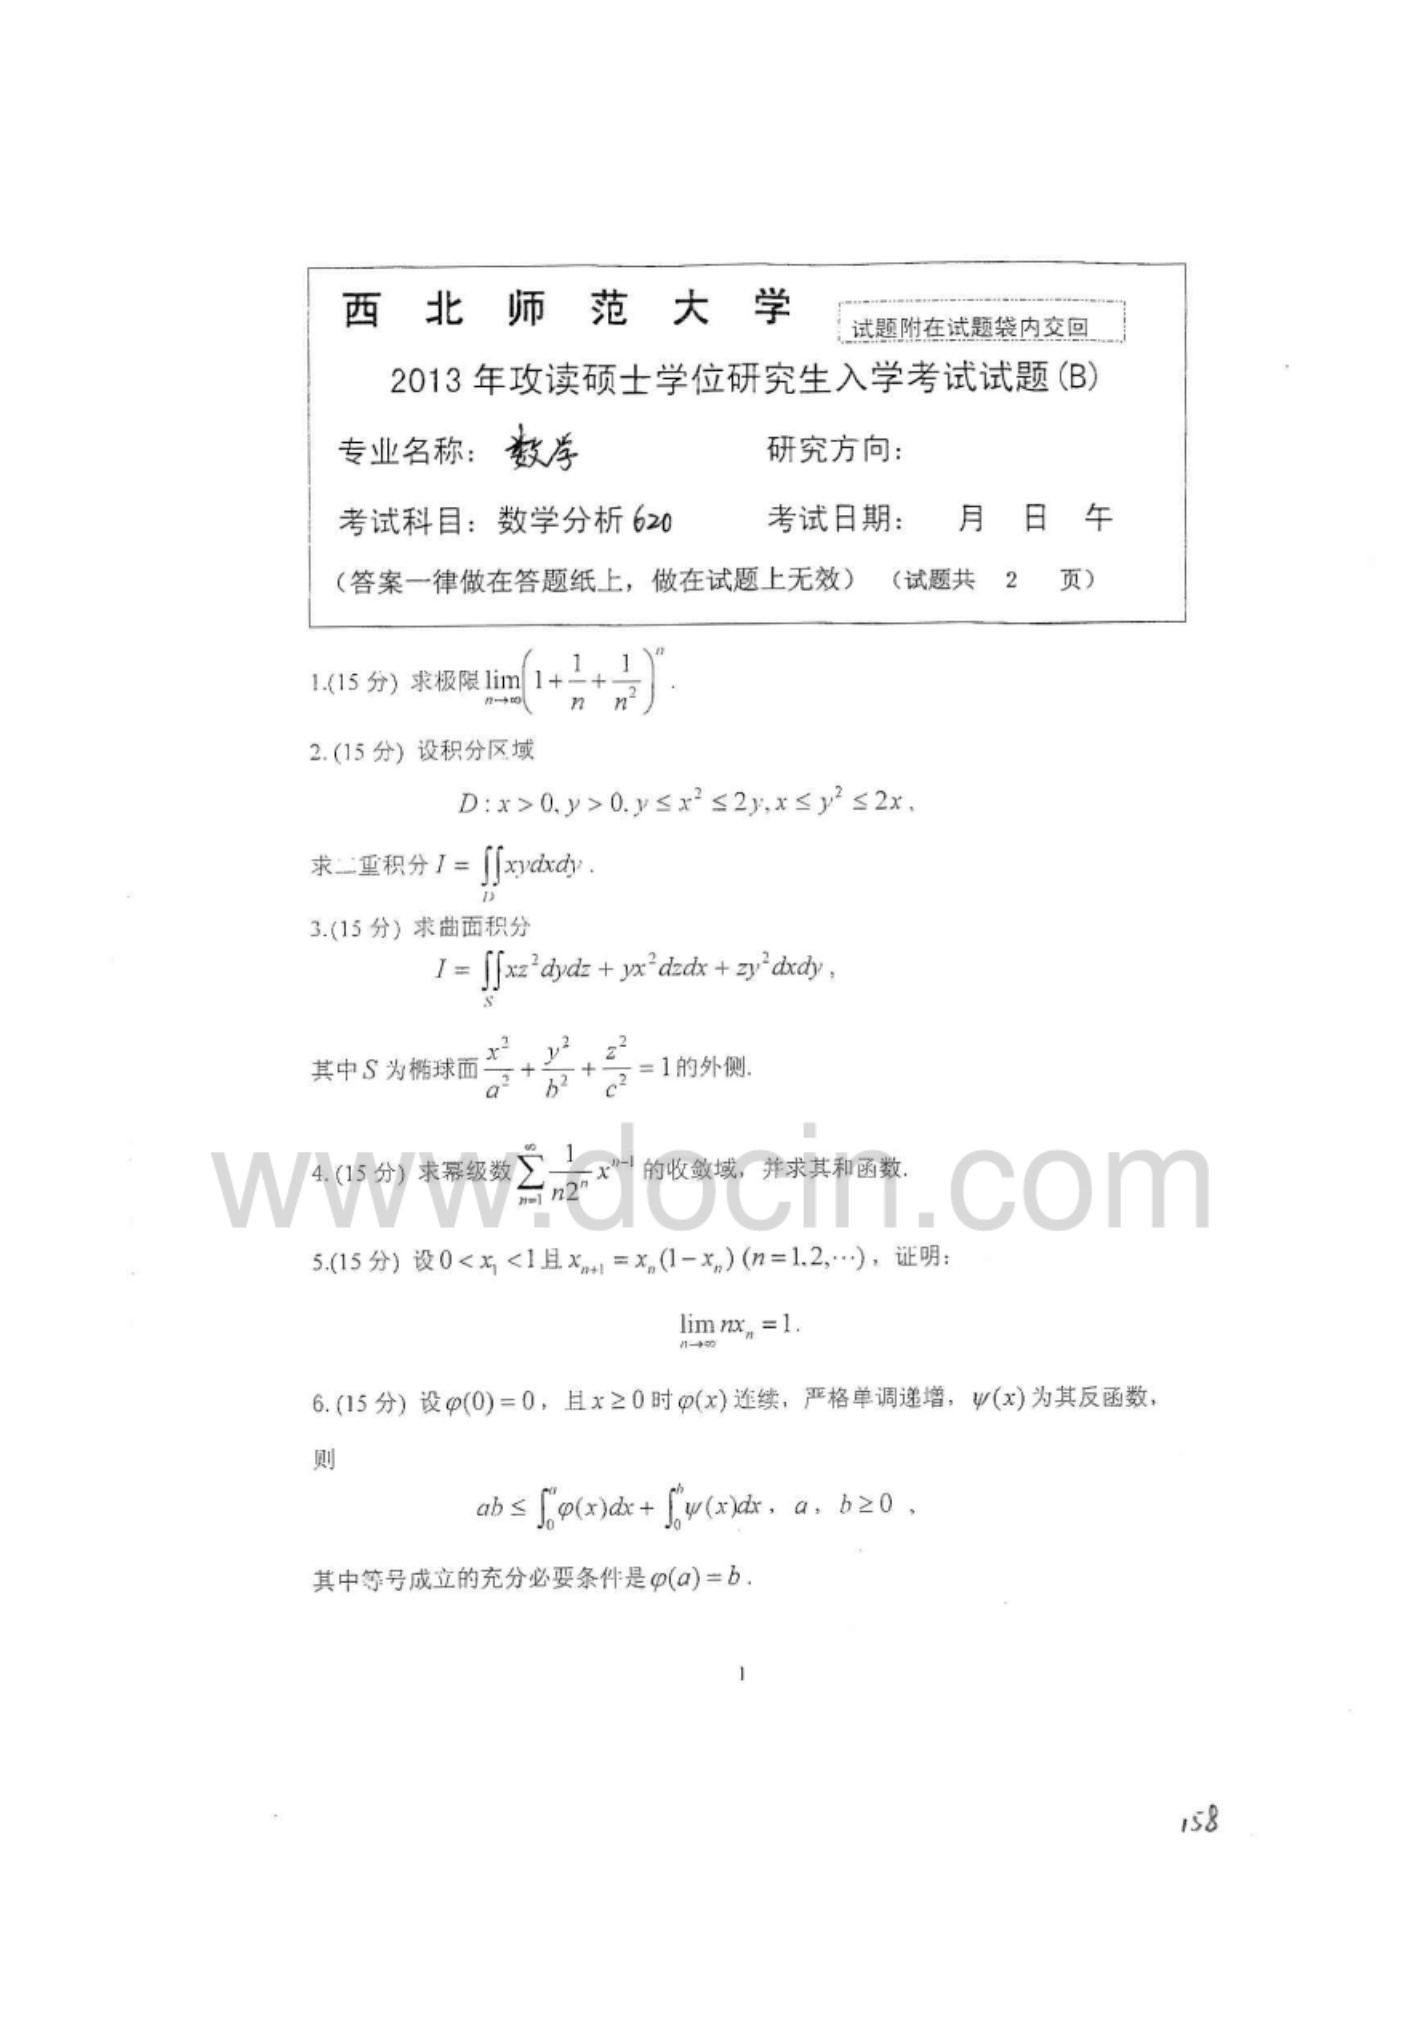 西 北 师 范 大 学 试题附在试题袋内交回
2013 年攻读硕士学位研究生入学考试试题(B)
专业名称: 数学 研究方向:
考试科目: 数学分析 620 考试日期: 月 日 午
(答案一律做在答题纸上, 做在试题上无效) (试题共 2 页)
1.(15 分) 求极限 lim_{n→∞} (1 + 1/n + 1/n²)ⁿ .
2. (15 分) 设积分区域
D : x > 0, y > 0, y ≤ x² ≤ 2y, x ≤ y² ≤ 2x ,
求二重积分 I = ∬_D xydxdy .
3.(15 分) 求曲面积分
I = ∬_S xz²dydz + yx²dzdx + zy²dxdy ,
其中 S 为椭球面 x²/a² + y²/b² + z²/c² = 1 的外侧.
4. (15 分) 求幂级数 ∑_{n=1}^{∞} 1/(n2ⁿ) x^{n-1} 的收敛域, 并求其和函数.
www.docin.com
5.(15 分) 设 0 < x₁ < 1 且 x_{n+1} = x_n(1 − x_n) (n = 1,2,⋯) , 证明:
lim_{n→∞} nx_n = 1.
6. (15 分) 设 φ(0) = 0 , 且 x ≥ 0 时 φ(x) 连续, 严格单调递增, ψ(x) 为其反函数,
则
ab ≤ ∫₀ᵃ φ(x)dx + ∫₀ᵇ ψ(x)dx , a , b ≥ 0 ,
其中等号成立的充分必要条件是 φ(a) = b .
1
158